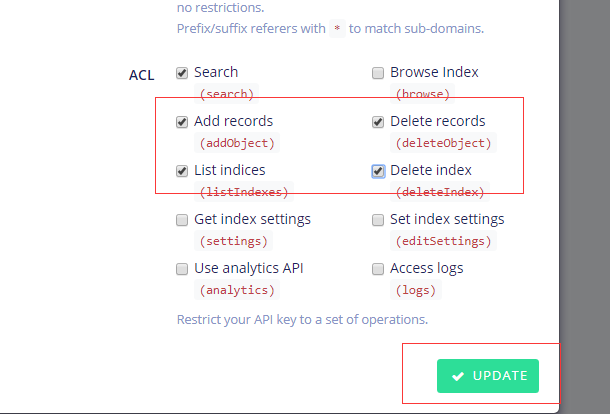 no restrictions.
Prefix/suffix referers with * to match sub-domains.
ACL
Search
Browse Index
(search)
(browse)
Add records
Delete records
(addObject)
(deleteObject)
List indices
Delete index
(listIndexes)
(deleteIndex)
Get index settings
Set index settings
(settings)
(editSettings)
Use analytics API
Access logs
(analytics)
(logs)
Restrict your API key to a set of operations.
UPDATE